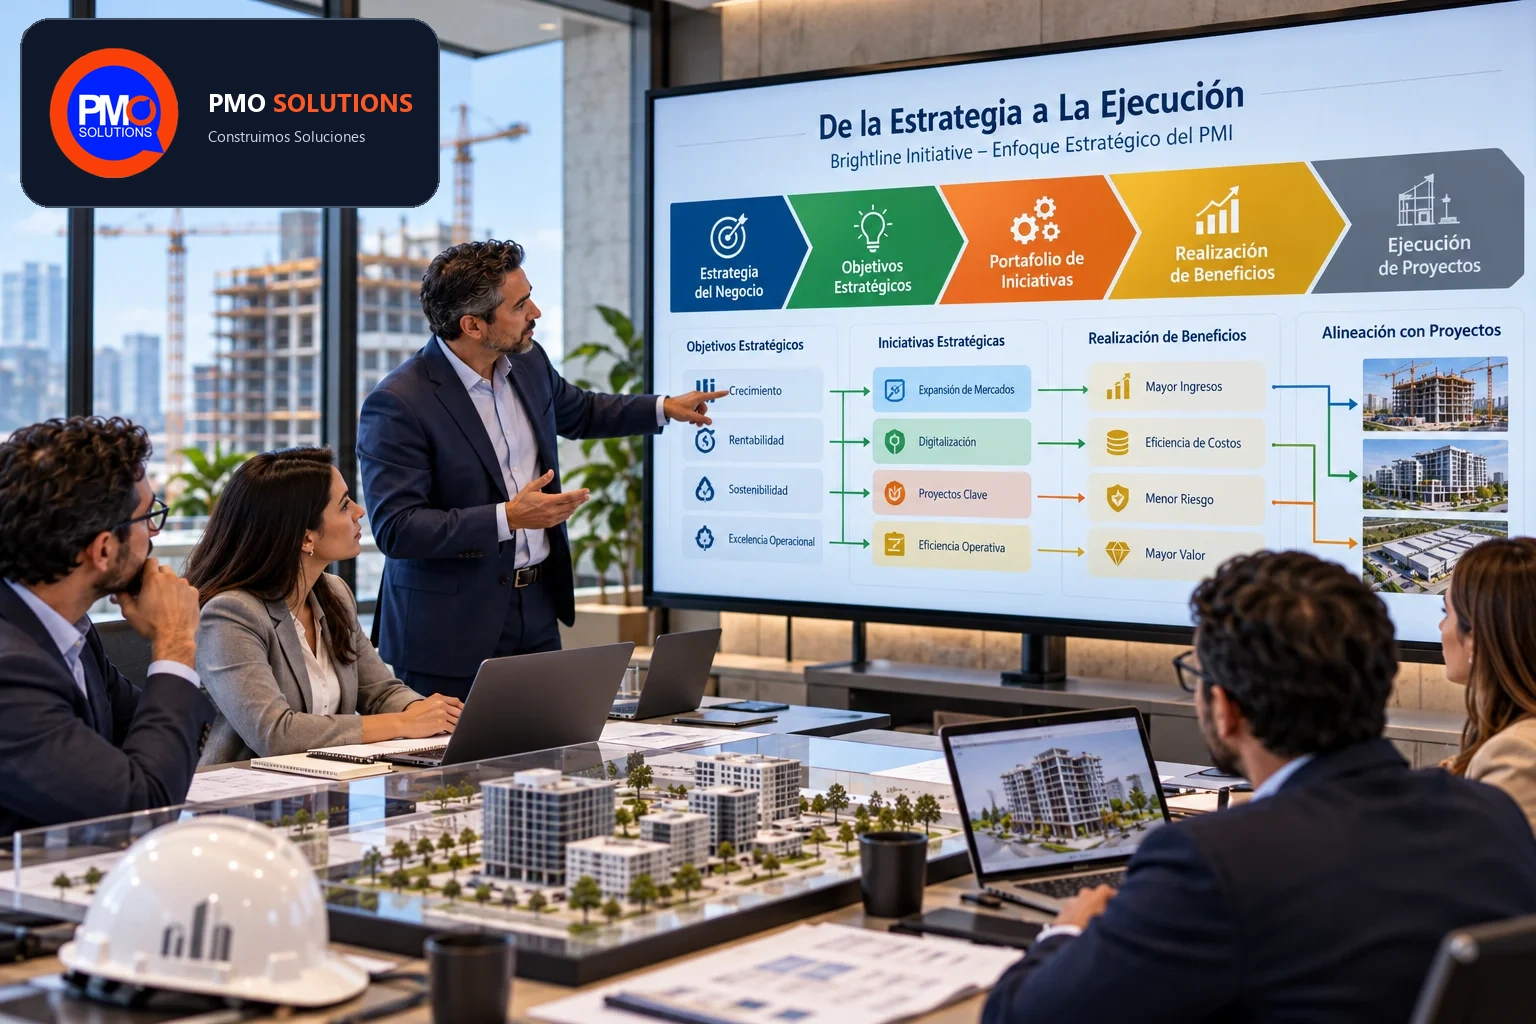 PMO
SOLUTIONS
PMO SOLUTIONS
Construimos Soluciones
De la Estrategia a La Ejecución
Brightline Initiative – Enfoque Estratégico del PMI
Estrategia
del Negocio
Objetivos
Estratégicos
Portafolio de
Iniciativas
Realización
de Beneficios
Ejecución
de Proyectos
Objetivos Estratégicos
Crecimiento
Rentabilidad
Sostenibilidad
Excelencia Operacional
Iniciativas Estratégicas
Expansión de Mercados
Digitalización
Proyectos Clave
Eficiencia Operativa
Realización de Beneficios
Mayor Ingresos
Eficiencia de Costos
Menor Riesgo
Mayor Valor
Alineación con Proyectos